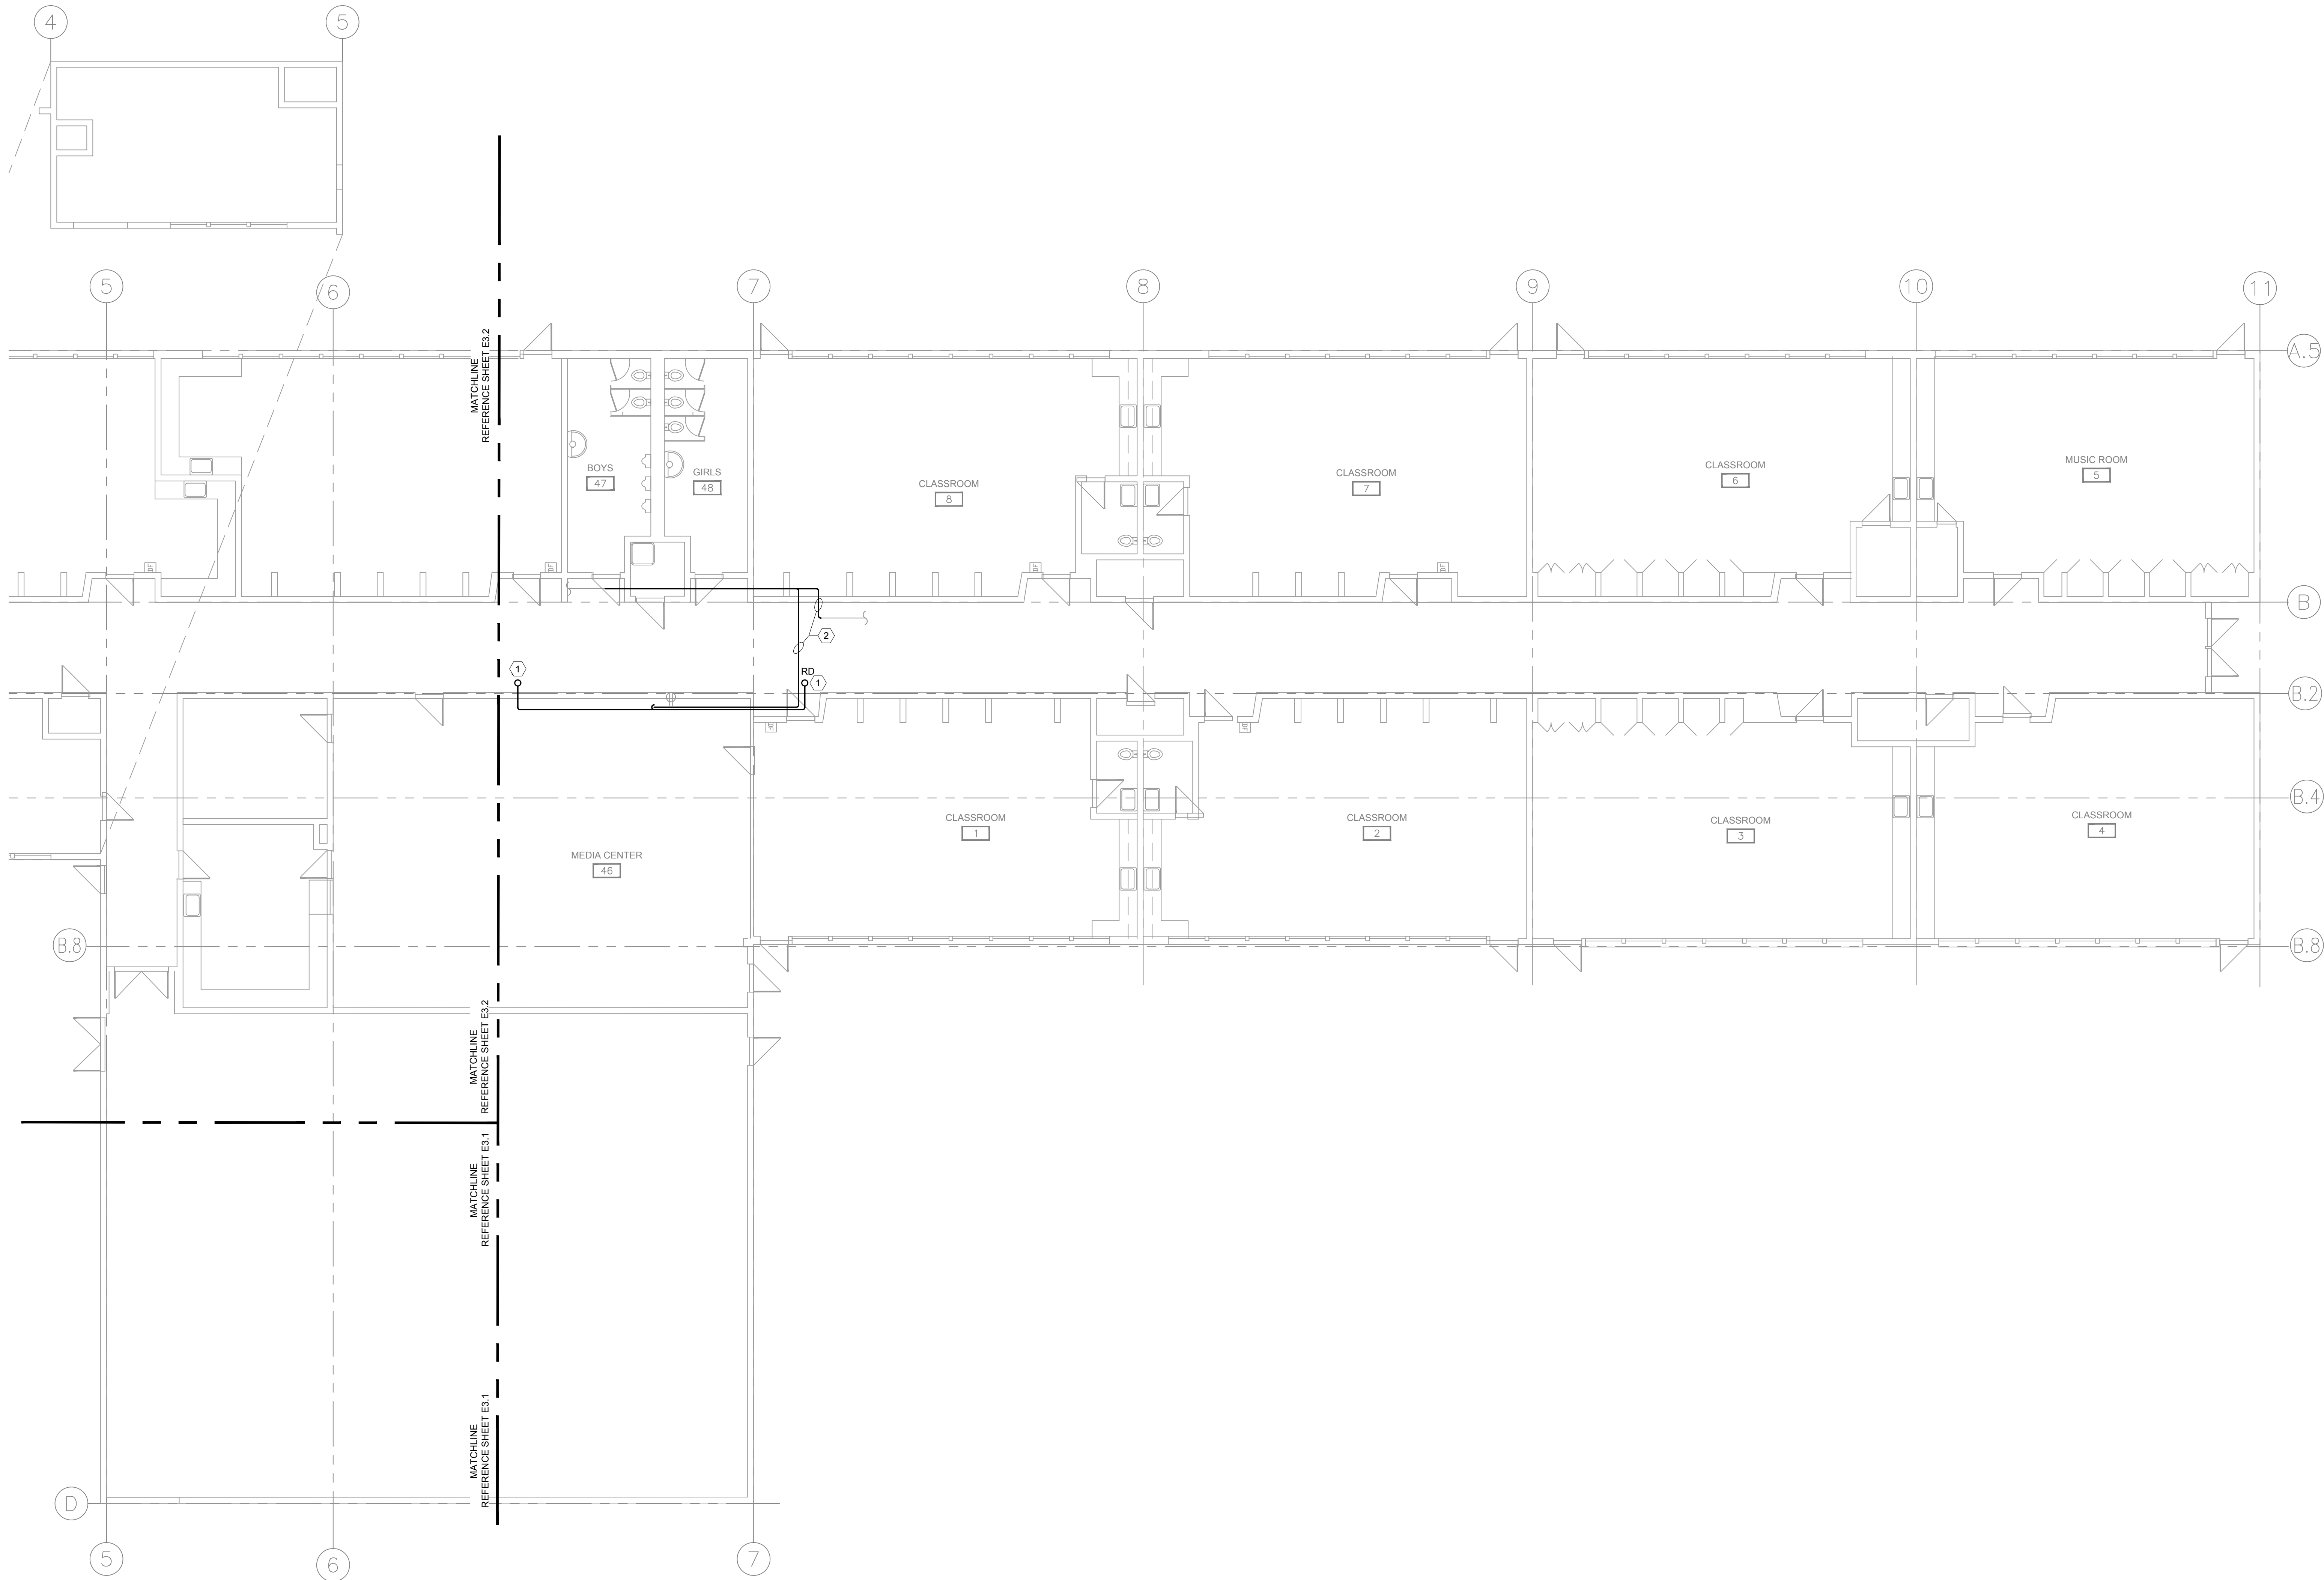 4
5
5
6
7
8
9
10
11
A.5
MATCHLINE
REFERENCE SHEET E3.2
BOYS
47
GIRLS
48
CLASSROOM
8
CLASSROOM
7
CLASSROOM
6
MUSIC ROOM
5
B
2
1
RD
1
B.2
B.4
CLASSROOM
1
CLASSROOM
2
CLASSROOM
3
CLASSROOM
4
MEDIA CENTER
46
B.8
B.8
MATCHLINE
REFERENCE SHEET E3.2
MATCHLINE
REFERENCE SHEET E3.1
MATCHLINE
REFERENCE SHEET E3.1
D
5
6
7